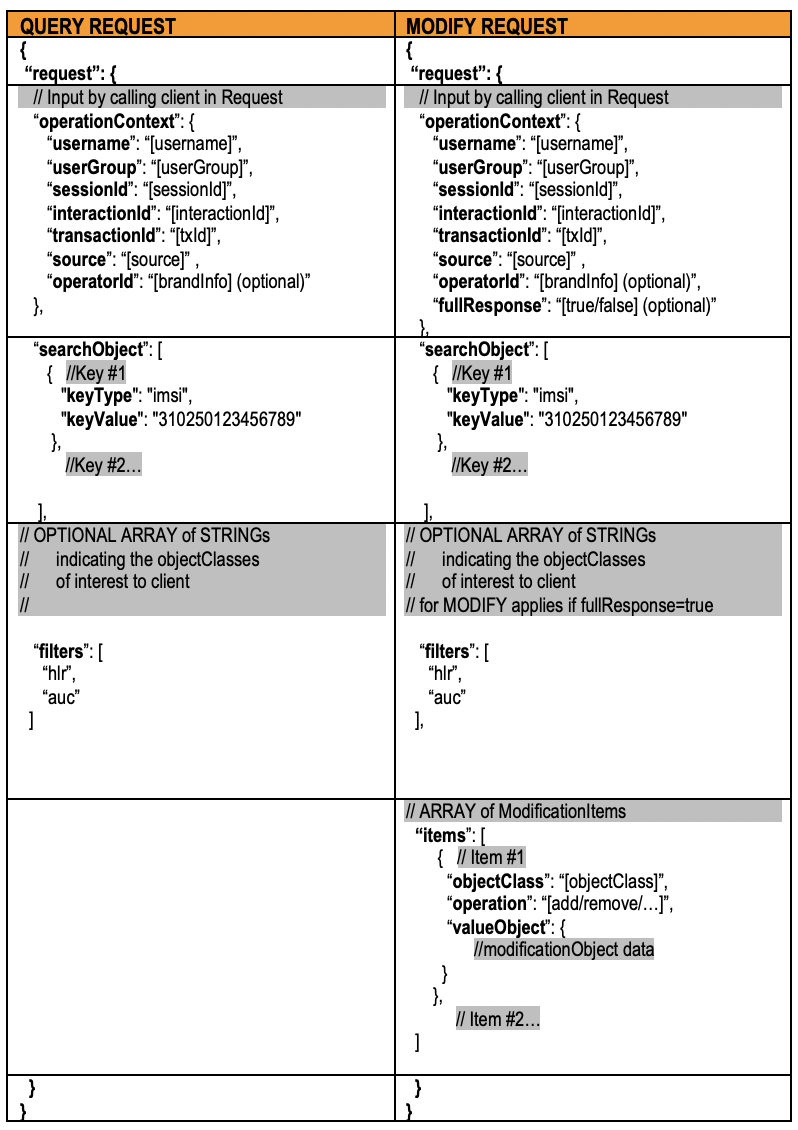 QUERY REQUEST
{
“request”: {
// Input by calling client in Request
“operationContext”: {
“username”: “[username]”,
“userGroup”: “[userGroup]”,
“sessionId”: “[sessionId]”,
“interactionId”: “[interactionId]”,
“transactionId”: “[txId]”,
“source”: “[source]” ,
“operatorId”: “[brandInfo] (optional)”
},
“searchObject”: [
{ //Key #1
"keyType": "imsi",
"keyValue": "310250123456789"
},
//Key #2…
],
// OPTIONAL ARRAY of STRINGs
// indicating the objectClasses
// of interest to client
//
“filters”: [
“hlr”,
“auc”
]
}
}
MODIFY REQUEST
{
“request”: {
// Input by calling client in Request
“operationContext”: {
“username”: “[username]”,
“userGroup”: “[userGroup]”,
“sessionId”: “[sessionId]”,
“interactionId”: “[interactionId]”,
“transactionId”: “[txId]”,
“source”: “[source]” ,
“operatorId”: “[brandInfo] (optional)”,
“fullResponse”: “[true/false] (optional)”
},
“searchObject”: [
{ //Key #1
"keyType": "imsi",
"keyValue": "310250123456789"
},
//Key #2…
],
// OPTIONAL ARRAY of STRINGs
// indicating the objectClasses
// of interest to client
// for MODIFY applies if fullResponse=true
“filters”: [
“hlr”,
“auc”
],
// ARRAY of ModificationItems
“items”: [
{ // Item #1
“objectClass”: “[objectClass]”,
“operation”: “[add/remove/…]”,
“valueObject”: {
//modificationObject data
}
},
// Item #2…
]
}
}